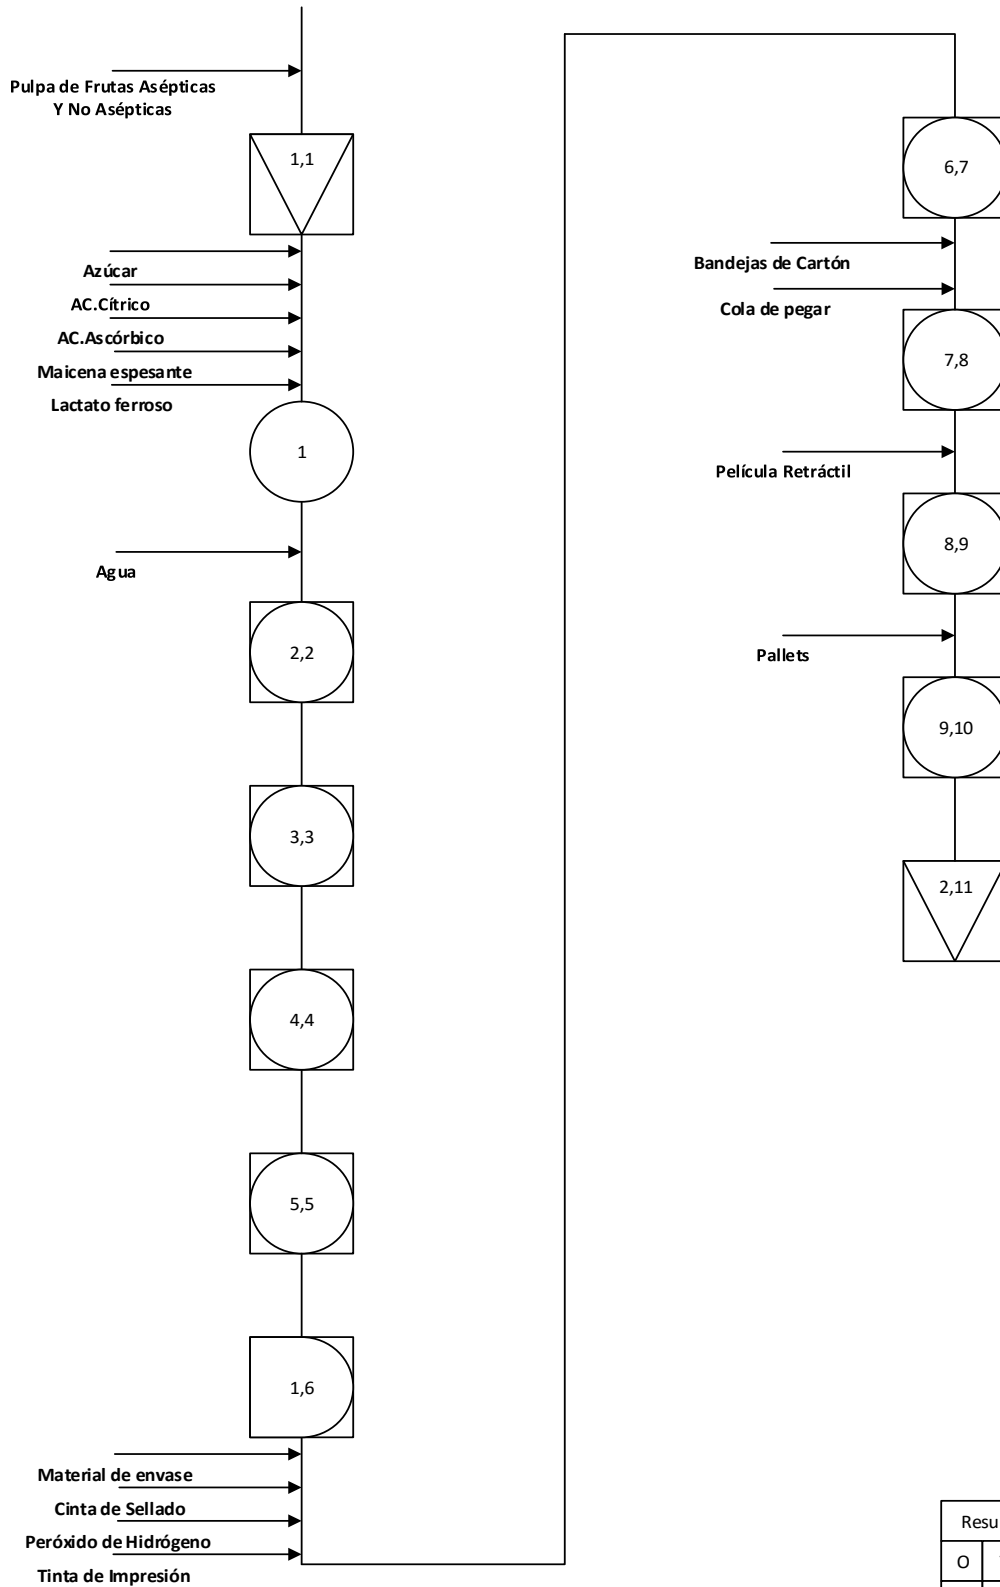 Pulpa de Frutas Asépticas
Y No Asépticas
1,1
Azúcar
AC.Cítrico
AC.Ascórbico
Maicena espesante
Lactato ferroso
1
Agua
2,2
3,3
4,4
5,5
1,6
Material de envase
Cinta de Sellado
Peróxido de Hidrógeno
Tinta de Impresión
6,7
Bandejas de Cartón
Cola de pegar
7,8
Película Retráctil
8,9
Pallets
9,10
2,11
Resu
O